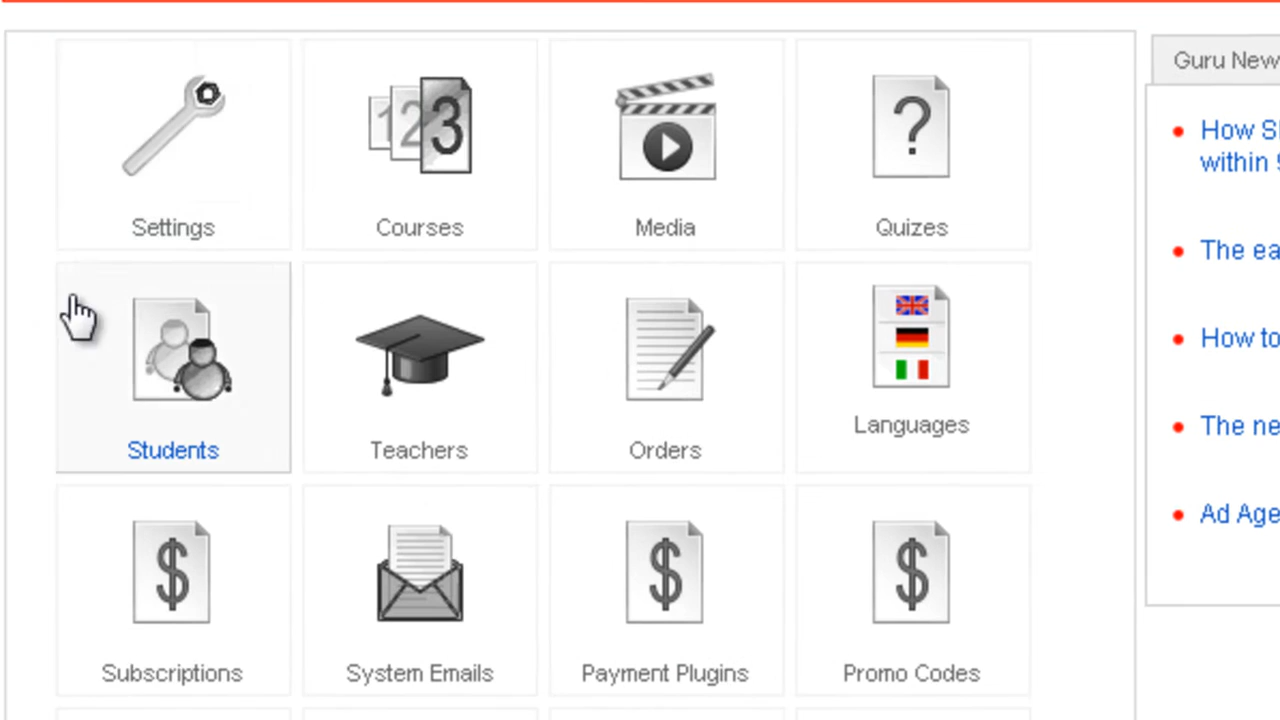 Settings
Courses
Media
Quizes
Students
Teachers
Orders
Languages
Subscriptions
System Emails
Payment Plugins
Promo Codes
123
?
$
$
$
Guru New
How S
within
The ea
How to
The ne
Ad Age